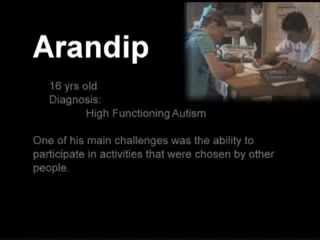 Arandip
16 yrs old
Diagnosis:
High Functioning Autism
One of his main challenges was the ability to
participate in activities that were chosen by other
people.